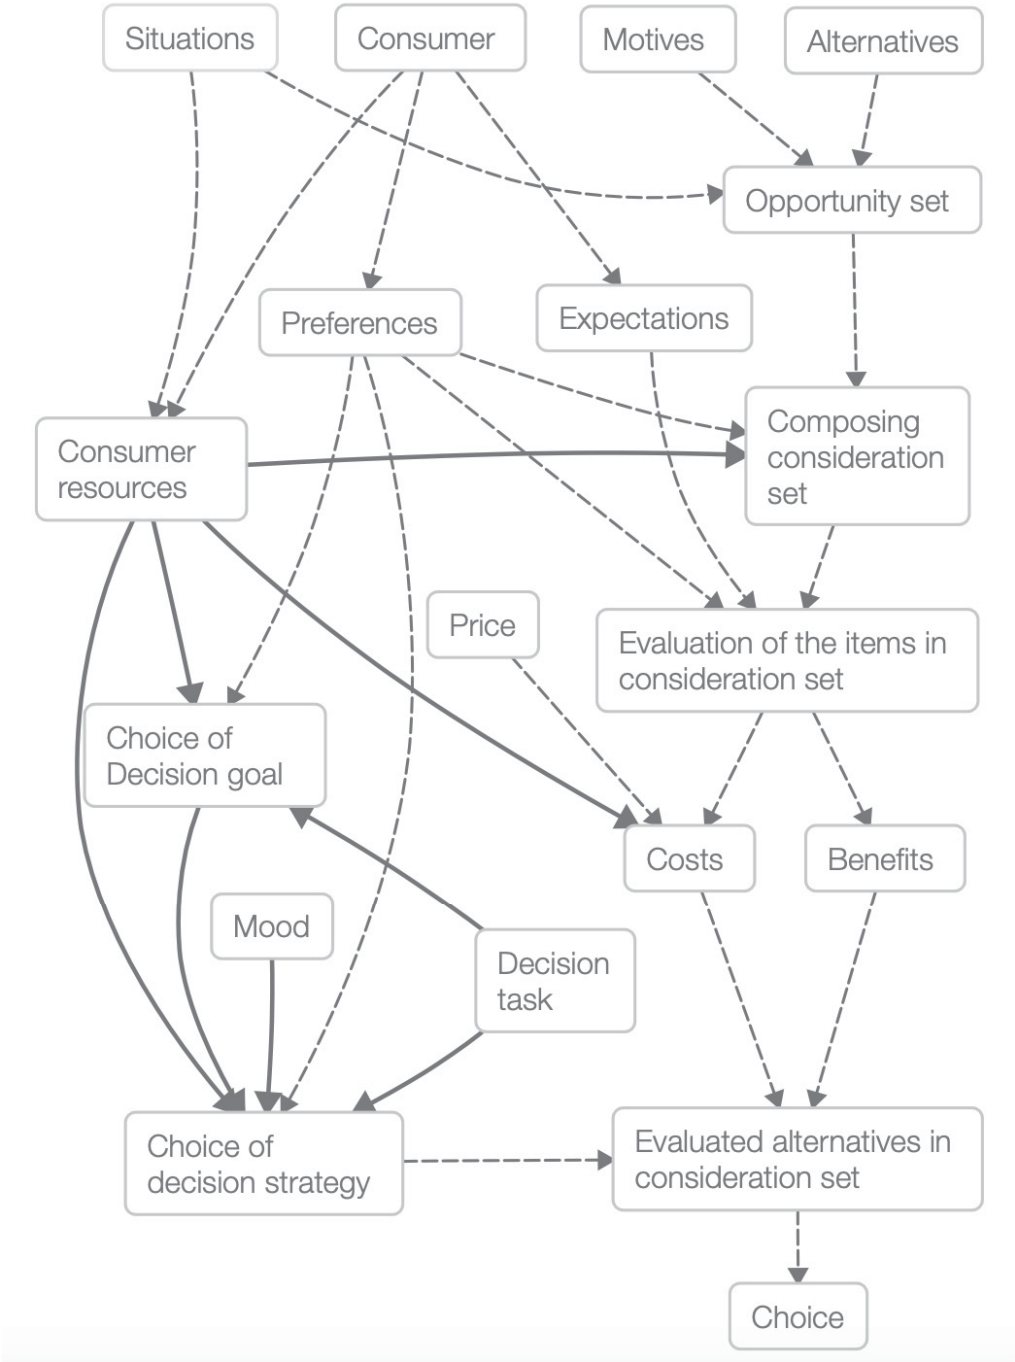 Situations
Consumer
Motives
Alternatives
Opportunity set
Preferences
Expectations
Consumer
resources
Composing
consideration
set
Price
Evaluation of the items in
consideration set
Choice of
Decision goal
Costs
Benefits
Mood
Decision
task
Choice of
decision strategy
Evaluated alternatives in
consideration set
Choice